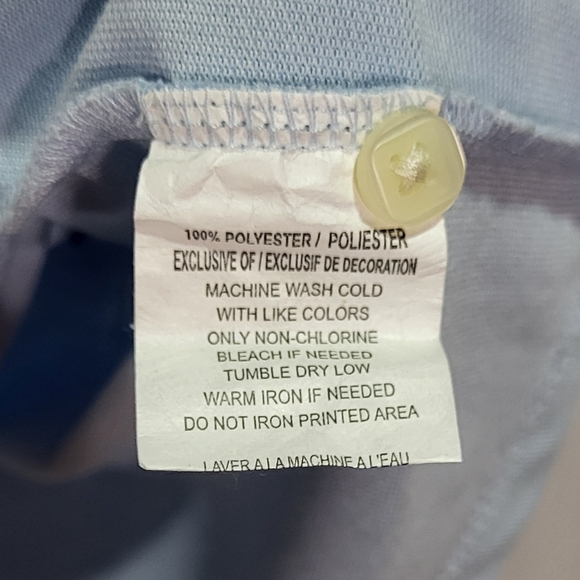 100% POLYESTER / POLIESTER
EXCLUSIVE OF / EXCLUSIF DE DECORATION
MACHINE WASH COLD
WITH LIKE COLORS
ONLY NON-CHLORINE
BLEACH IF NEEDED
TUMBLE DRY LOW
WARM IRON IF NEEDED
DO NOT IRON PRINTED AREA
LAVER A LA MACHINE A L'EAU